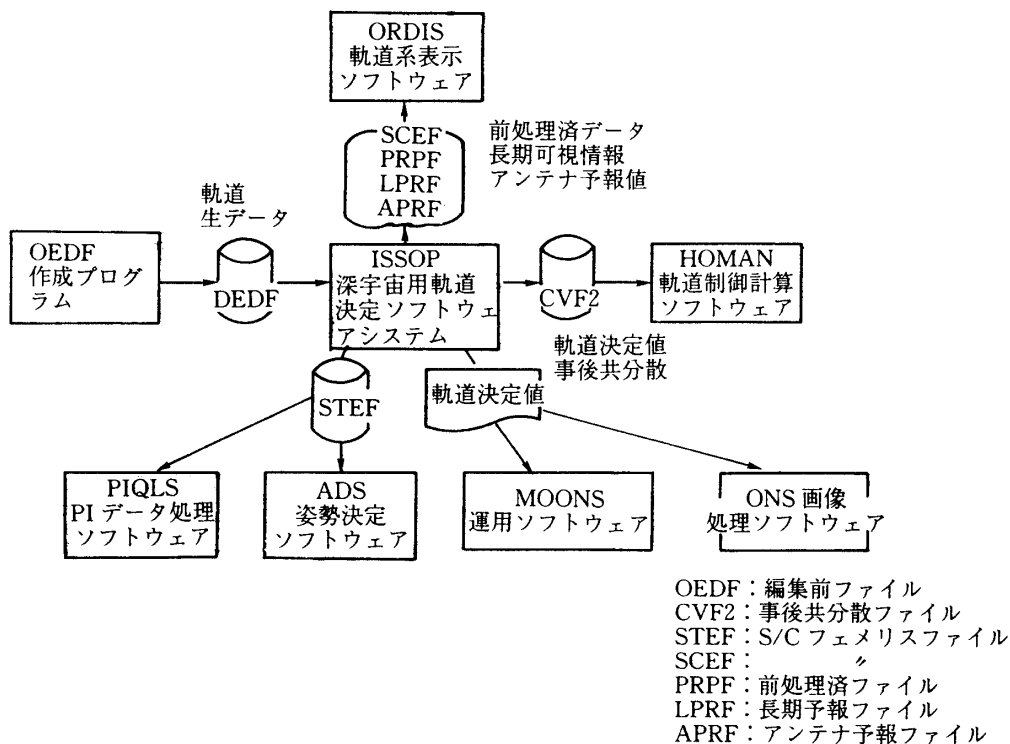 ORDIS
軌道系表示
ソフトウェア
SCEF
PRPF
LPRF
APRF
前処理済データ
長期可視情報
アンテナ予報値
軌道
生データ
OEDF
作成プログ
ラム
DEDF
ISSOP
深宇宙用軌道
決定ソフトウェ
アシステム
CVF2
HOMAN
軌道制御計算
ソフトウェア
軌道決定値
事後共分散
STEF
軌道決定値
PIQLS
PIデータ処理
ソフトウェア
ADS
姿勢決定
ソフトウェア
MOONS
運用ソフトウェア
ONS画像
処理ソフトウェア
OEDF：編集前ファイル
CVF2：事後共分散ファイル
STEF：S/Cフェメリスファイル
SCEF：　　〃
PRPF：前処理済ファイル
LPRF：長期予報ファイル
APRF：アンテナ予報ファイル